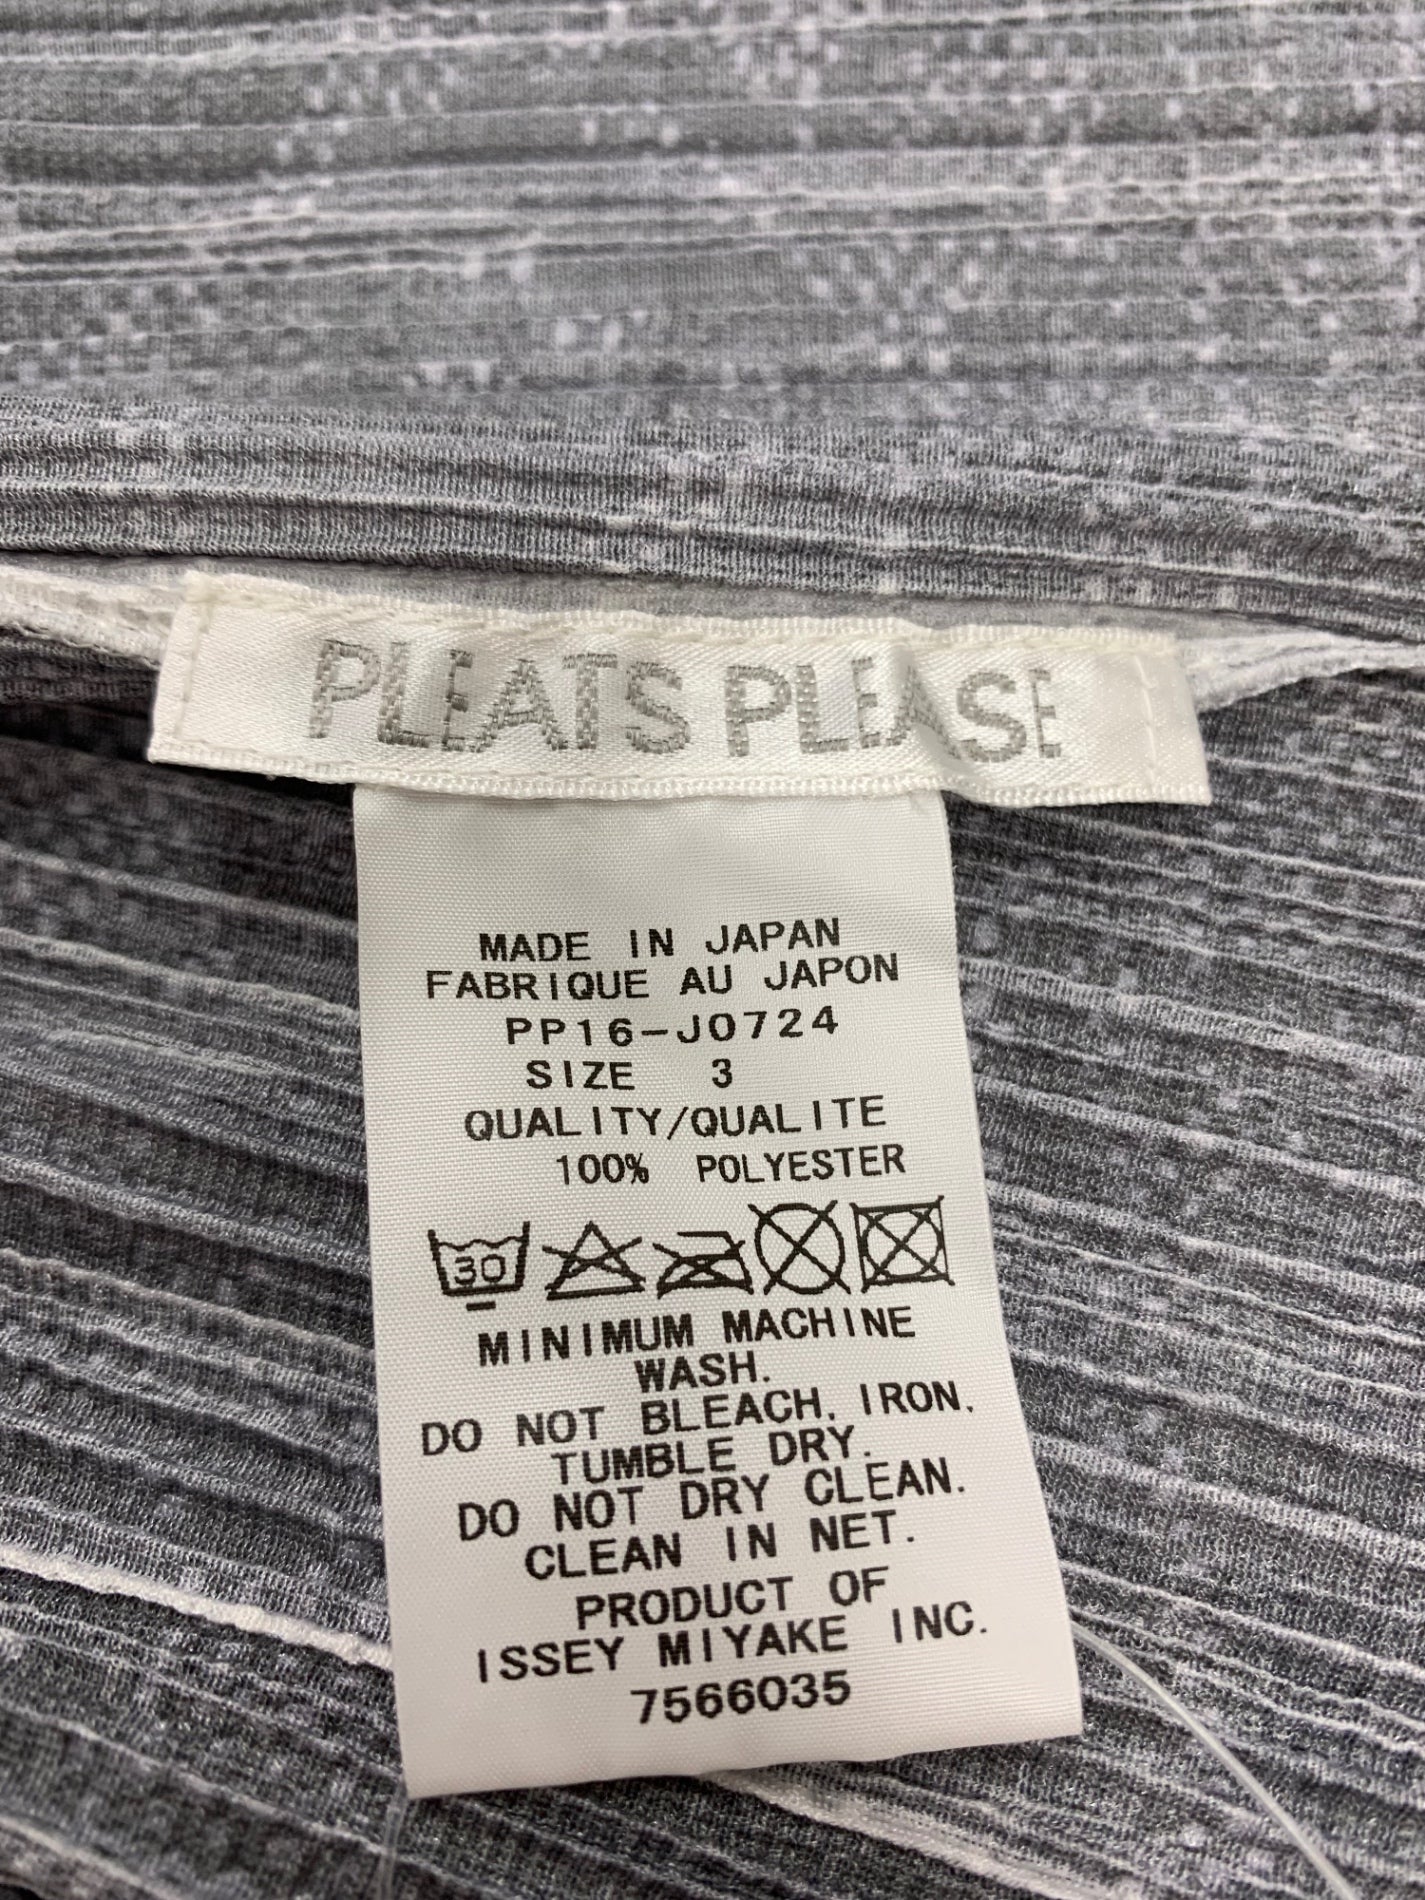 PLEATS PLEASE
MADE IN JAPAN
FABRIQUE AU JAPON
PP16-J0724
SIZE 3
QUALITY/QUALITE
100% POLYESTER
30
MINIMUM MACHINE
WASH.
DO NOT BLEACH, IRON,
TUMBLE DRY.
DO NOT DRY CLEAN.
CLEAN IN NET.
PRODUCT OF
ISSEY MIYAKE INC.
7566035